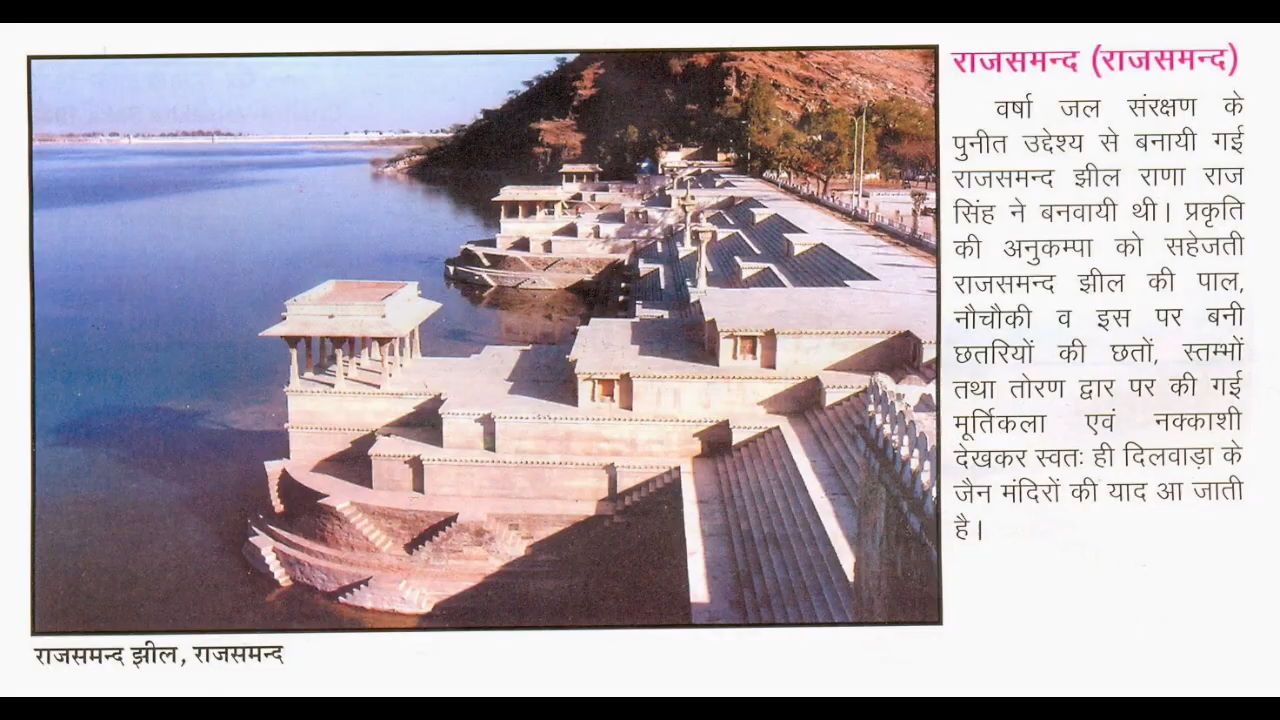 राजसमन्द (राजसमन्द)
वर्षा जल संरक्षण के
पुनीत उद्देश्य से बनायी गई
राजसमन्द झील राणा राज
सिंह ने बनवायी थी। प्रकृति
की अनुकम्पा को सहेजती
राजसमन्द झील की पाल,
नौचौकी व इस पर बनी
छतरियों की छतों, स्तम्भों
तथा तोरण द्वार पर की गई
मूर्तिकला एवं नक्काशी
देखकर स्वतः ही दिलवाड़ा के
जैन मंदिरों की याद आ जाती
है।
राजसमन्द झील, राजसमन्द